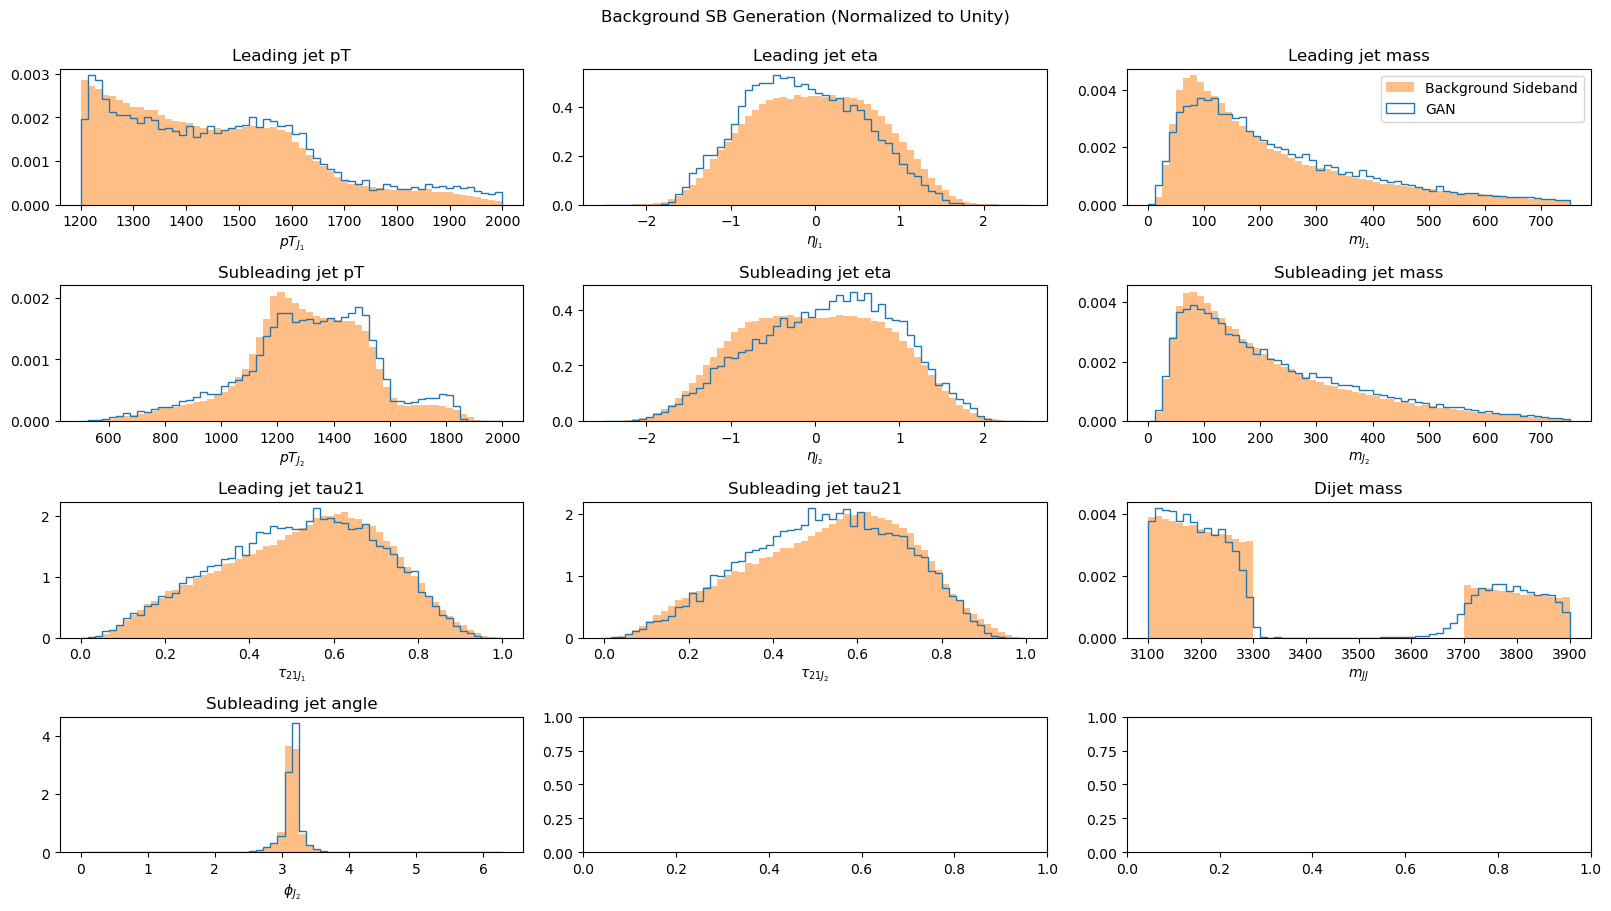 Background SB Generation (Normalized to Unity)
Leading jet pT
0.003
0.002
0.001
0.000
1200 1300 1400 1500 1600 1700 1800 1900 2000
pT_{J_1}
Leading jet eta
0.4
0.2
0.0
−2 −1 0 1 2
η_{J_1}
Leading jet mass
Background Sideband
GAN
0.004
0.002
0.000
0 100 200 300 400 500 600 700
m_{J_1}
Subleading jet pT
0.002
0.001
0.000
600 800 1000 1200 1400 1600 1800 2000
pT_{J_2}
Subleading jet eta
0.4
0.2
0.0
−2 −1 0 1 2
η_{J_2}
Subleading jet mass
0.004
0.002
0.000
0 100 200 300 400 500 600 700
m_{J_2}
Leading jet tau21
2
1
0
0.0 0.2 0.4 0.6 0.8 1.0
τ_{21J_1}
Subleading jet tau21
2
1
0
0.0 0.2 0.4 0.6 0.8 1.0
τ_{21J_2}
Dijet mass
0.004
0.002
0.000
3100 3200 3300 3400 3500 3600 3700 3800 3900
m_{JJ}
Subleading jet angle
4
2
0
0 1 2 3 4 5 6
ϕ_{J_2}
1.00
0.75
0.50
0.25
0.00
0.0 0.2 0.4 0.6 0.8 1.0
1.00
0.75
0.50
0.25
0.00
0.0 0.2 0.4 0.6 0.8 1.0